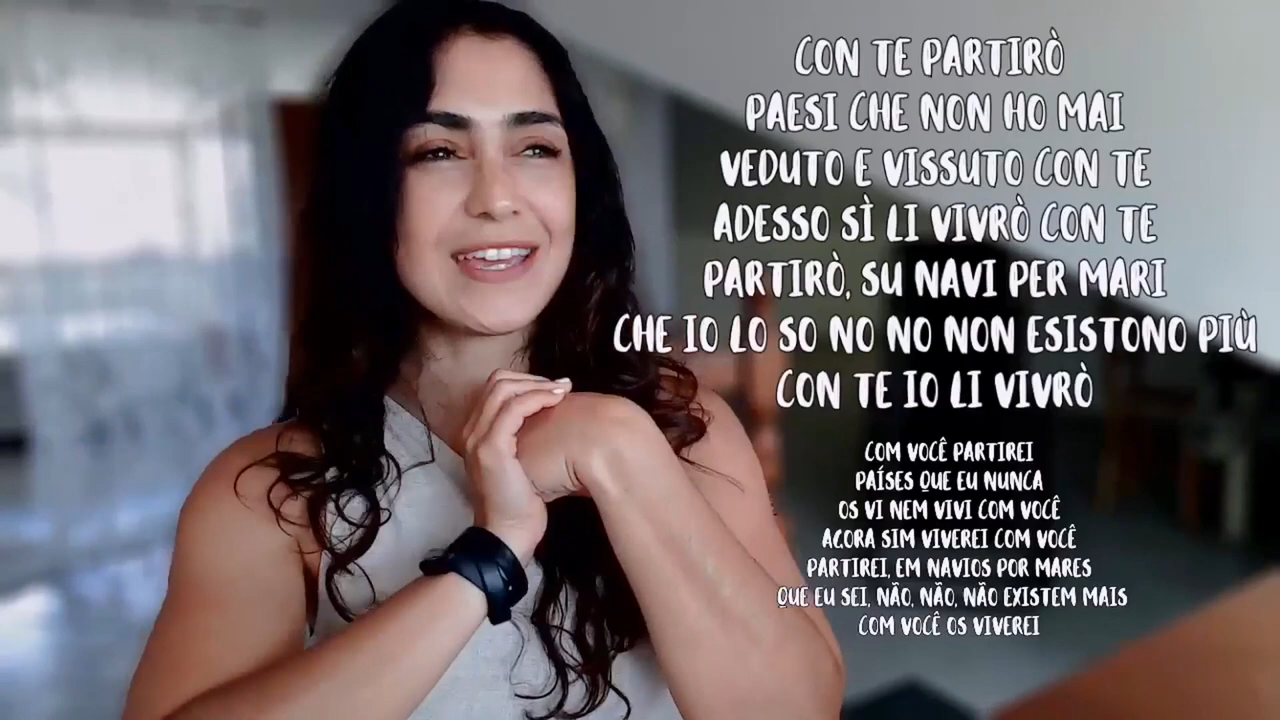 CON TE PARTIRÒ
PAESI CHE NON HO MAI
VEDUTO E VISSUTO CON TE
ADESSO SÌ LI VIVRÒ CON TE
PARTIRÒ, SU NAVI PER MARI
CHE IO LO SO NO NO NON ESISTONO PIÙ
CON TE IO LI VIVRÒ
COM VOCÊ PARTIREI
PAÍSES QUE EU NUNCA
OS VI NEM VIVI COM VOCÊ
AGORA SIM VIVEREI COM VOCÊ
PARTIREI, EM NAVIOS POR MARES
QUE EU SEI, NÃO, NÃO, NÃO EXISTEM MAIS
COM VOCÊ OS VIVEREI